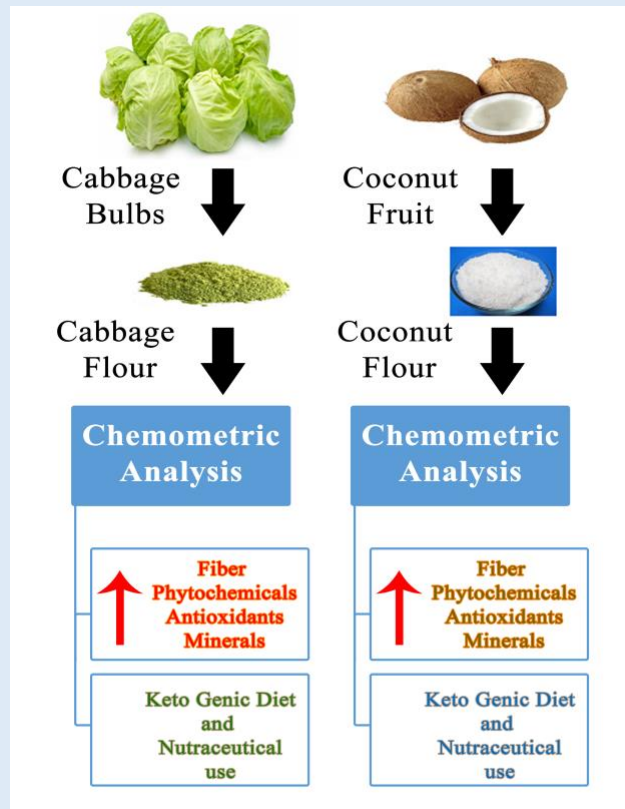 Cabbage
Bulbs
Cabbage
Flour
Chemometric
Analysis
Fiber
Phytochemicals
Antioxidants
Minerals
Keto Genic Diet
and
Nutraceutical
use
Coconut
Fruit
Coconut
Flour
Chemometric
Analysis
Fiber
Phytochemicals
Antioxidants
Minerals
Keto Genic Diet
and
Nutraceutical
use